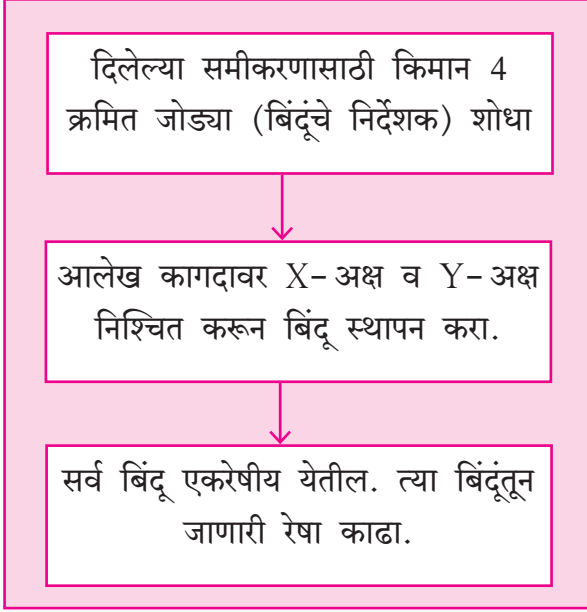 दिलेल्या समीकरणासाठी किमान 4
क्रमित जोड्या (बिंदूंचे निर्देशक) शोधा
आलेख कागदावर X-अक्ष व Y-अक्ष
निश्चित करून बिंदू स्थापन करा.
सर्व बिंदू एकरेषीय येतील. त्या बिंदूंतून
जाणारी रेषा काढा.